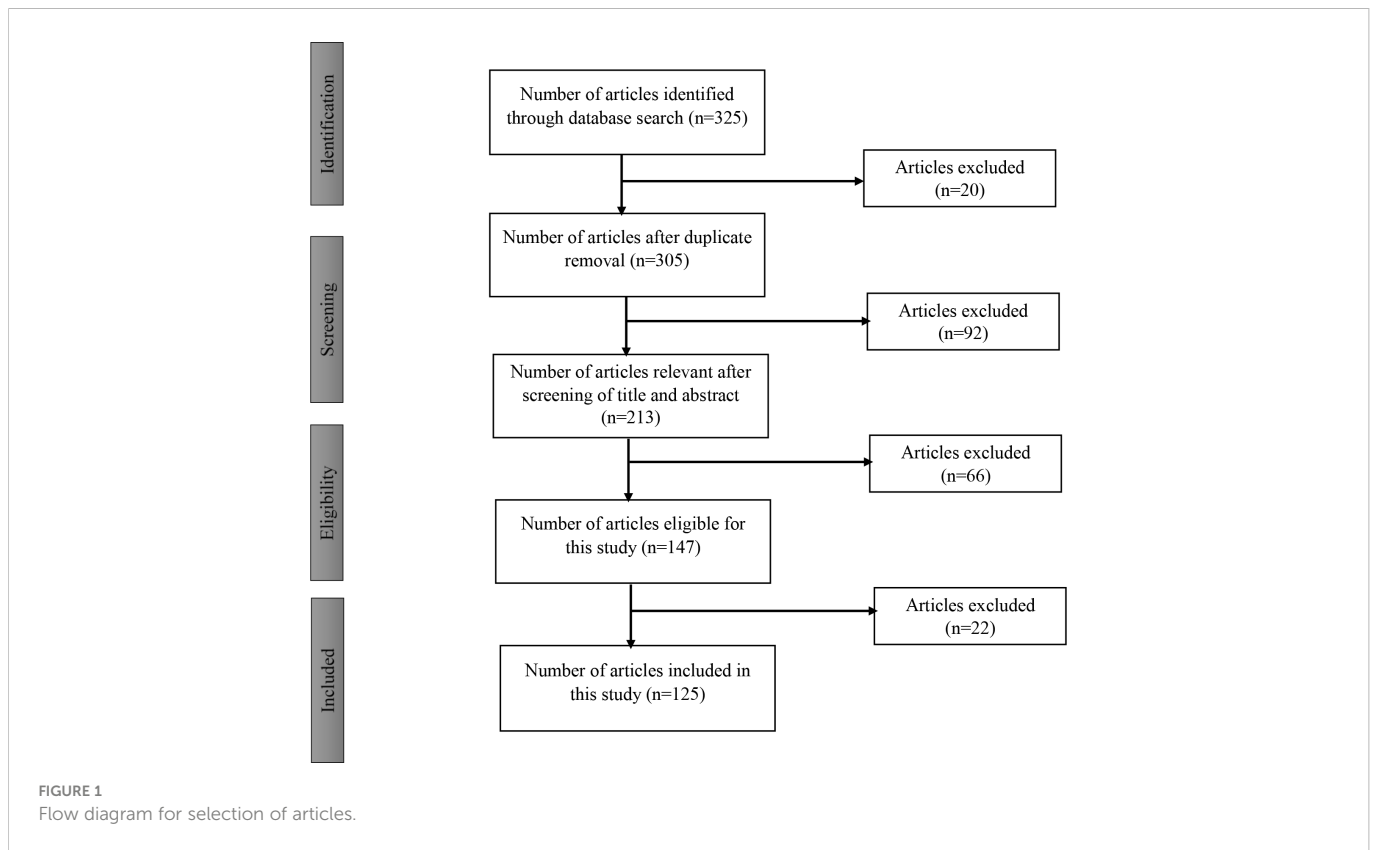 Identification
Number of articles identified
through database search (n=325)
Articles excluded
(n=20)
Screening
Number of articles after duplicate
removal (n=305)
Articles excluded
(n=92)
Number of articles relevant after
screening of title and abstract
(n=213)
Eligibility
Articles excluded
(n=66)
Number of articles eligible for
this study (n=147)
Included
Articles excluded
(n=22)
Number of articles included in
this study (n=125)
FIGURE 1
Flow diagram for selection of articles.